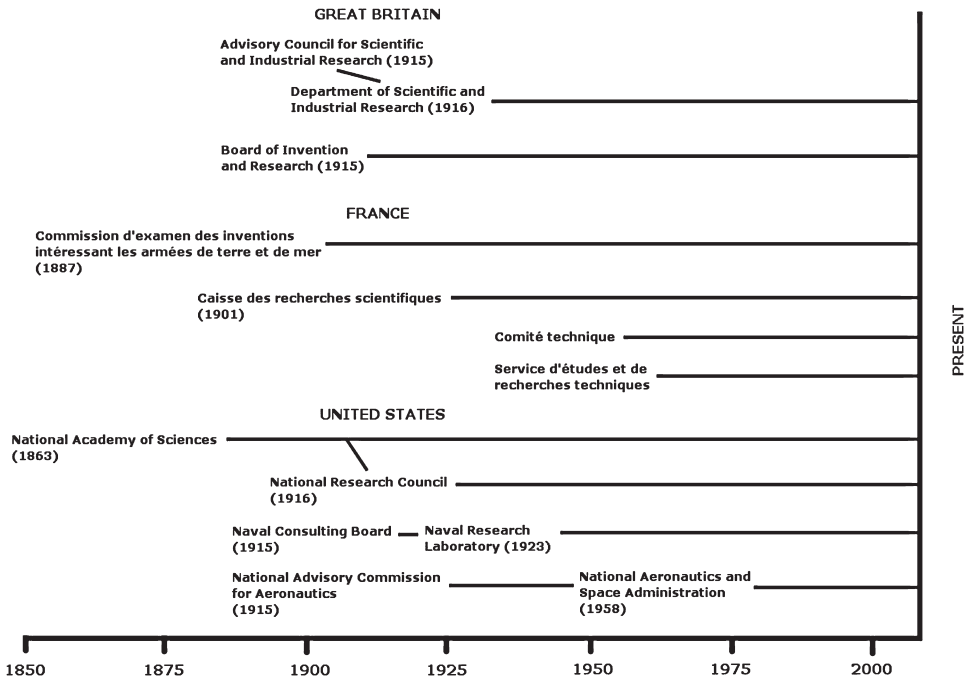 GREAT BRITAIN
Advisory Council for Scientific
and Industrial Research (1915)
Department of Scientific and
Industrial Research (1916)
Board of Invention
and Research (1915)
FRANCE
Commission d'examen des inventions
intéressant les armées de terre et de mer
(1887)
Caisse des recherches scientifiques
(1901)
Comité technique
Service d'études et de
recherches techniques
PRESENT
UNITED STATES
National Academy of Sciences
(1863)
National Research Council
(1916)
Naval Consulting Board
(1915)
Naval Research
Laboratory (1923)
National Advisory Commission
for Aeronautics
(1915)
National Aeronautics and
Space Administration
(1958)
1850 1875 1900 1925 1950 1975 2000